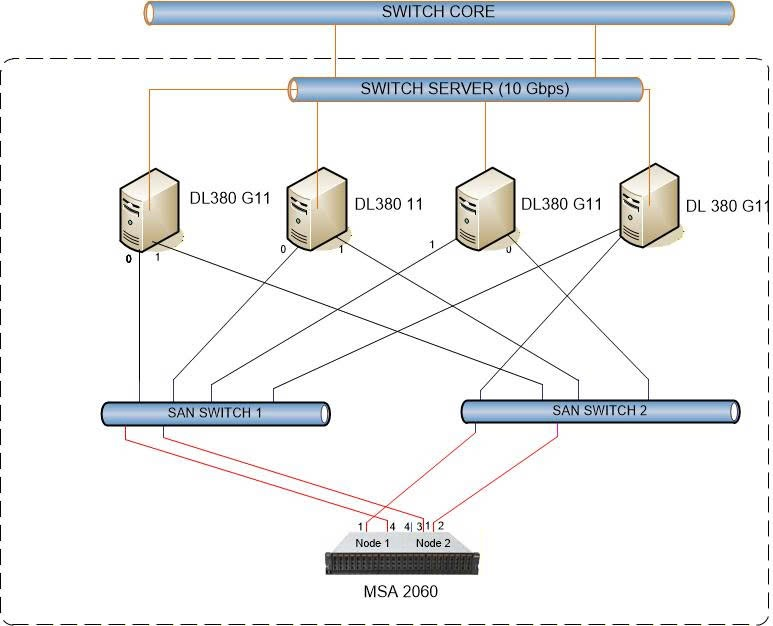 SWITCH CORE
SWITCH SERVER (10 Gbps)
DL380 G11
DL380 11
DL380 G11
DL 380 G11
0
1
0
1
1
0
SAN SWITCH 1
SAN SWITCH 2
1
4
4
3
1
2
Node 1
Node 2
MSA 2060